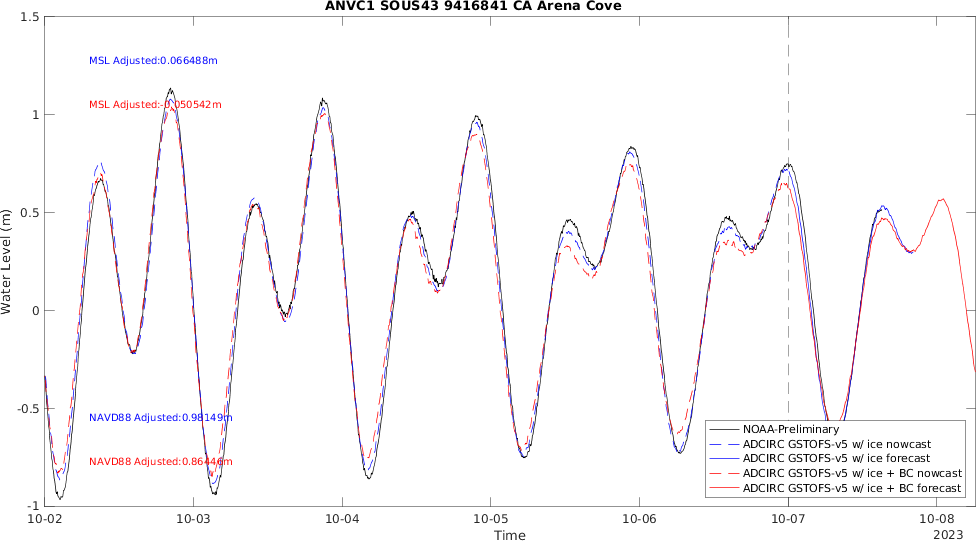 ANVC1 SOUS43 9416841 CA Arena Cove
1.5
1
0.5
0
-0.5
-1
Water Level (m)
MSL Adjusted:0.066488m
MSL Adjusted:-0.050542m
NAVD88 Adjusted:0.98149m
NAVD88 Adjusted:0.86446m
NOAA-Preliminary
ADCIRC GSTOFS-v5 w/ ice nowcast
ADCIRC GSTOFS-v5 w/ ice forecast
ADCIRC GSTOFS-v5 w/ ice + BC nowcast
ADCIRC GSTOFS-v5 w/ ice + BC forecast
10-02 10-03 10-04 10-05 10-06 10-07 10-08
Time
2023